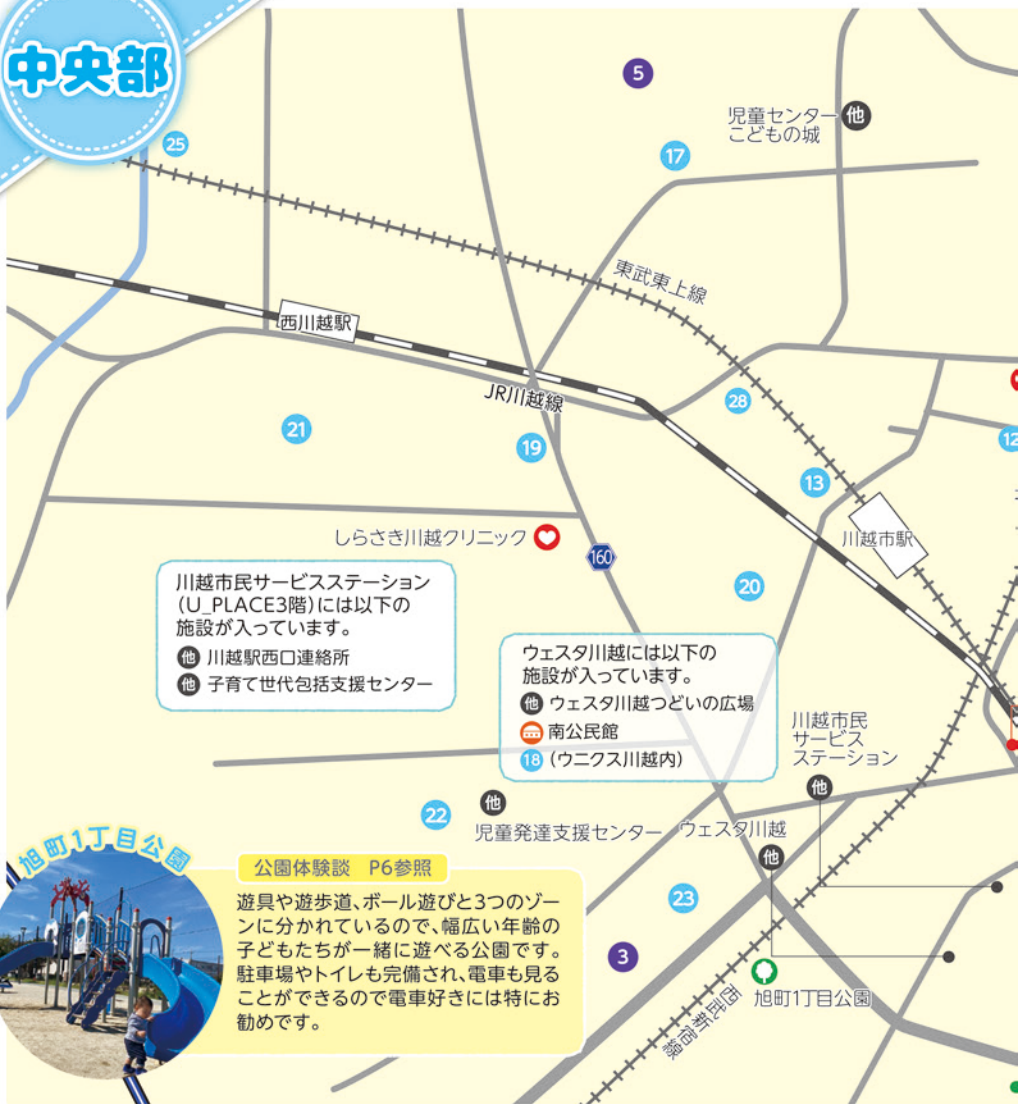 中央部
5
児童センター
こどもの城
他
25
17
東武東上線
西川越駅
JR川越線
28
21
19
12
13
川越市駅
しらさき川越クリニック
160
20
川越市民サービスステーション
(U_PLACE3階)には以下の
施設が入っています。
他 川越駅西口連絡所
他 子育て世代包括支援センター
ウェスタ川越には以下の
施設が入っています。
他 ウェスタ川越つどいの広場
南公民館
18 (ウニクス川越内)
川越市民
サービス
ステーション
他
22
他
児童発達支援センター
ウェスタ川越
他
旭町1丁目公園
公園体験談 P6参照
遊具や遊歩道、ボール遊びと3つのゾー
ンに分かれているので、幅広い年齢の
子どもたちが一緒に遊べる公園です。
駐車場やトイレも完備され、電車も見る
ことができるので電車好きには特にお
勧めです。
23
3
旭町1丁目公園
西武新宿線